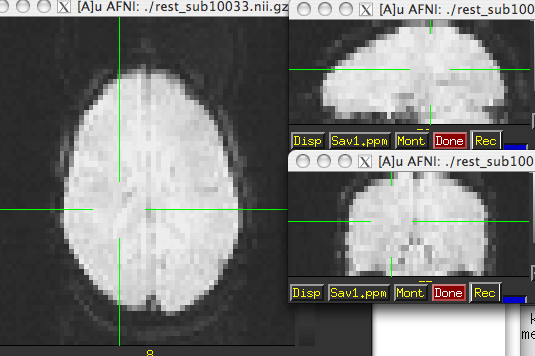 X [A]u AFNI: ./rest_sub10033.nii.gz
X [A]u AFNI: ./rest_sub100
Disp Sav1.ppm Mont Done Rec
X [A]u AFNI: ./rest_sub100
Disp Sav1.ppm Mont Done Rec
k
me
8